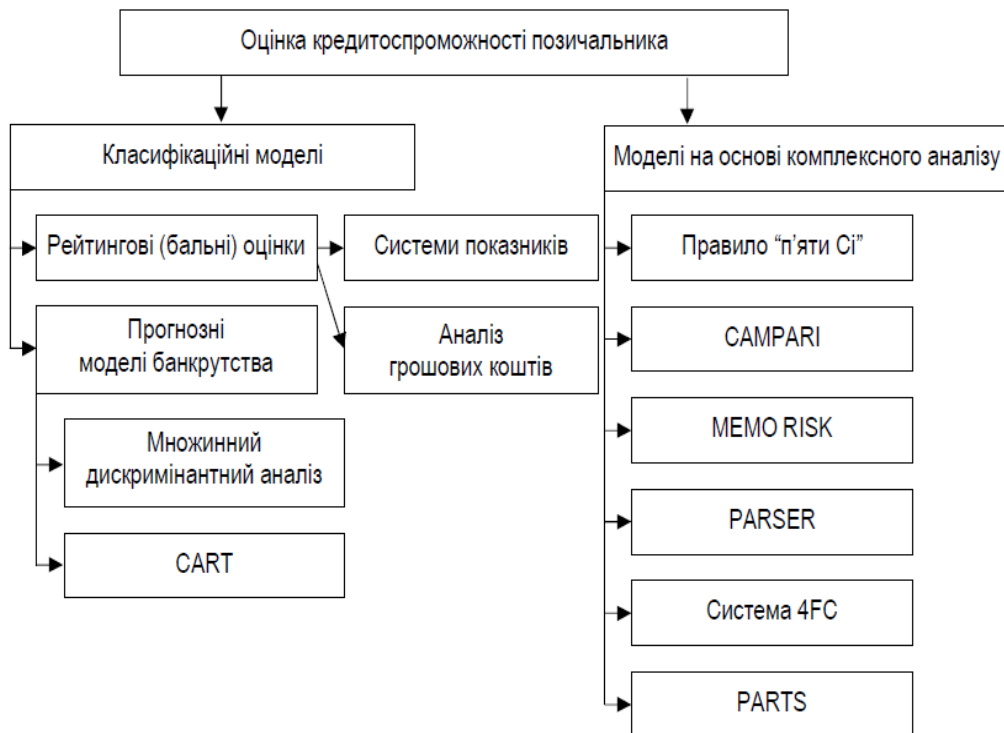 Оцінка кредитоспроможності позичальника
Класифікаційні моделі
Моделі на основі комплексного аналізу
Рейтингові (бальні) оцінки
Системи показників
Правило “п’яти Сі”
Прогнозні
моделі банкрутства
Аналіз
грошових коштів
CAMPARI
Множинний
дискримінантний аналіз
MEMO RISK
CART
PARSER
Система 4FC
PARTS